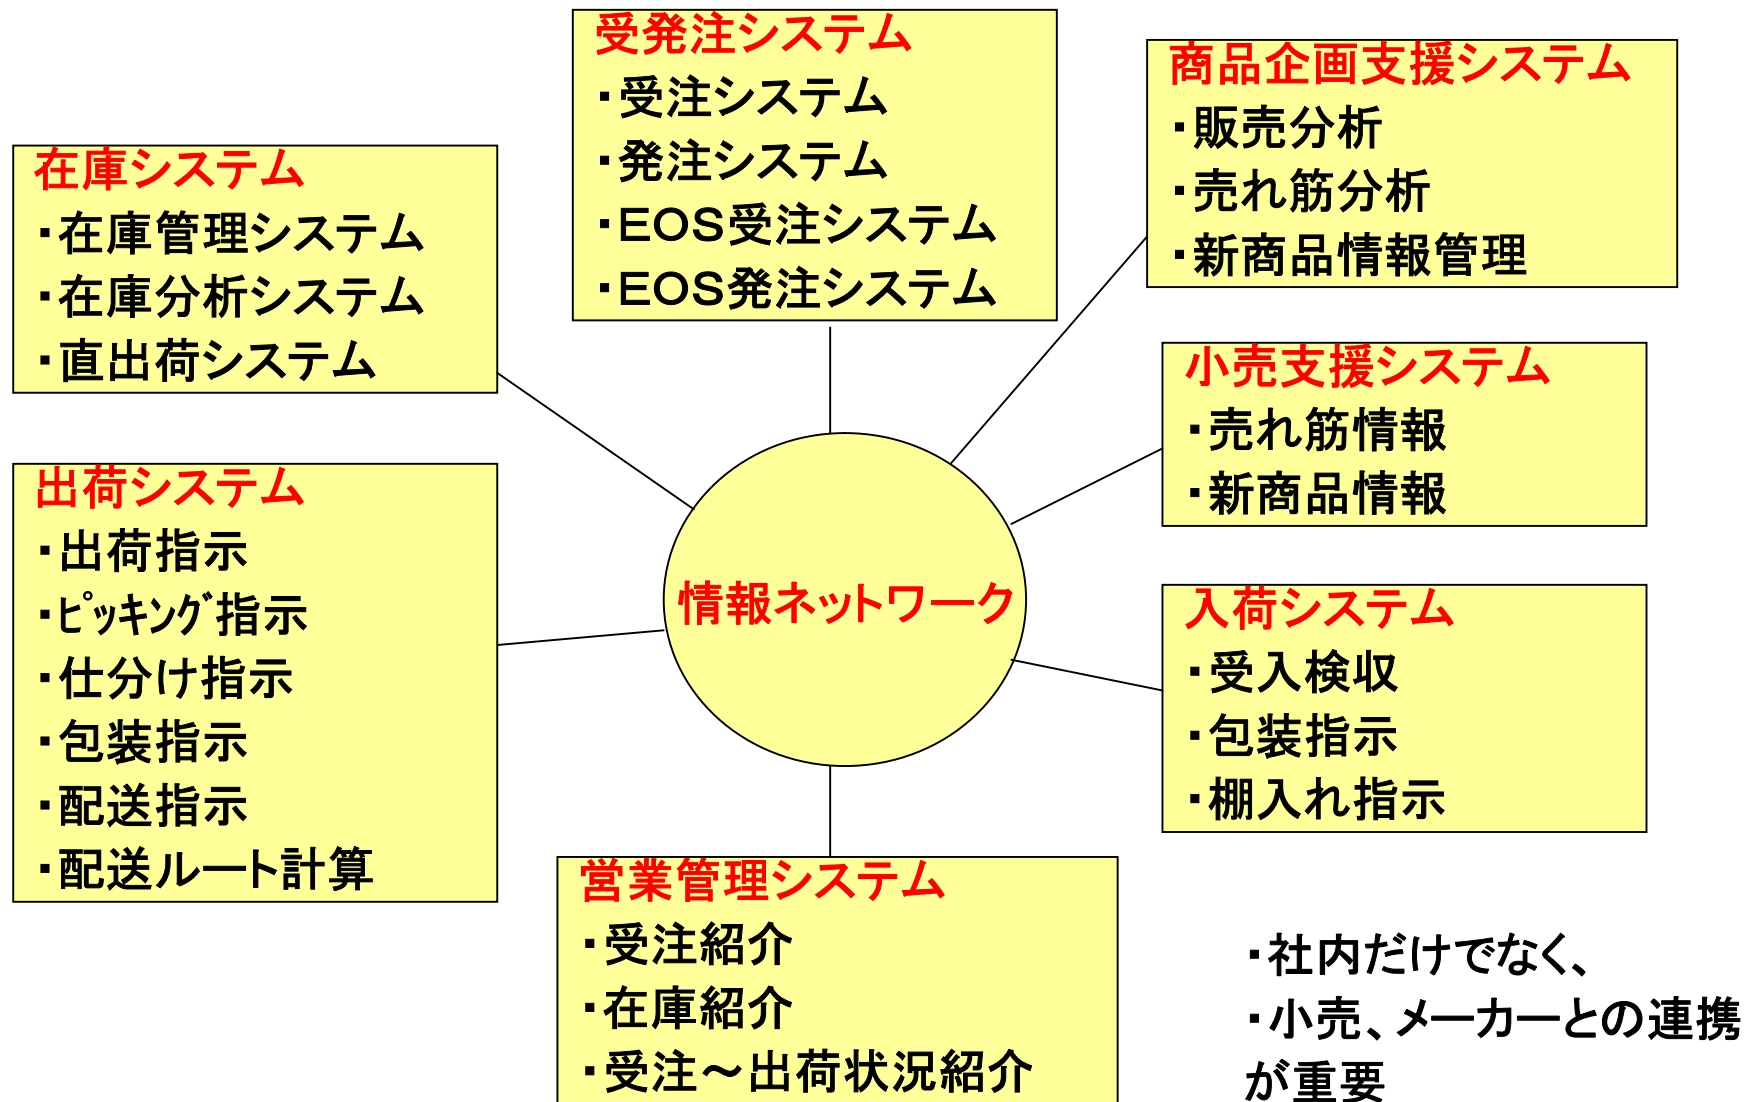 受発注システム
・受注システム
・発注システム
・ＥＯＳ受注システム
・ＥＯＳ発注システム
商品企画支援システム
・販売分析
・売れ筋分析
・新商品情報管理
在庫システム
・在庫管理システム
・在庫分析システム
・直出荷システム
小売支援システム
・売れ筋情報
・新商品情報
出荷システム
・出荷指示
・ﾋﾟｯｷﾝｸﾞ指示
・仕分け指示
・包装指示
・配送指示
・配送ルート計算
情報ネットワーク
入荷システム
・受入検収
・包装指示
・棚入れ指示
営業管理システム
・受注紹介
・在庫紹介
・受注～出荷状況紹介
・社内だけでなく、
・小売、メーカーとの連携
が重要